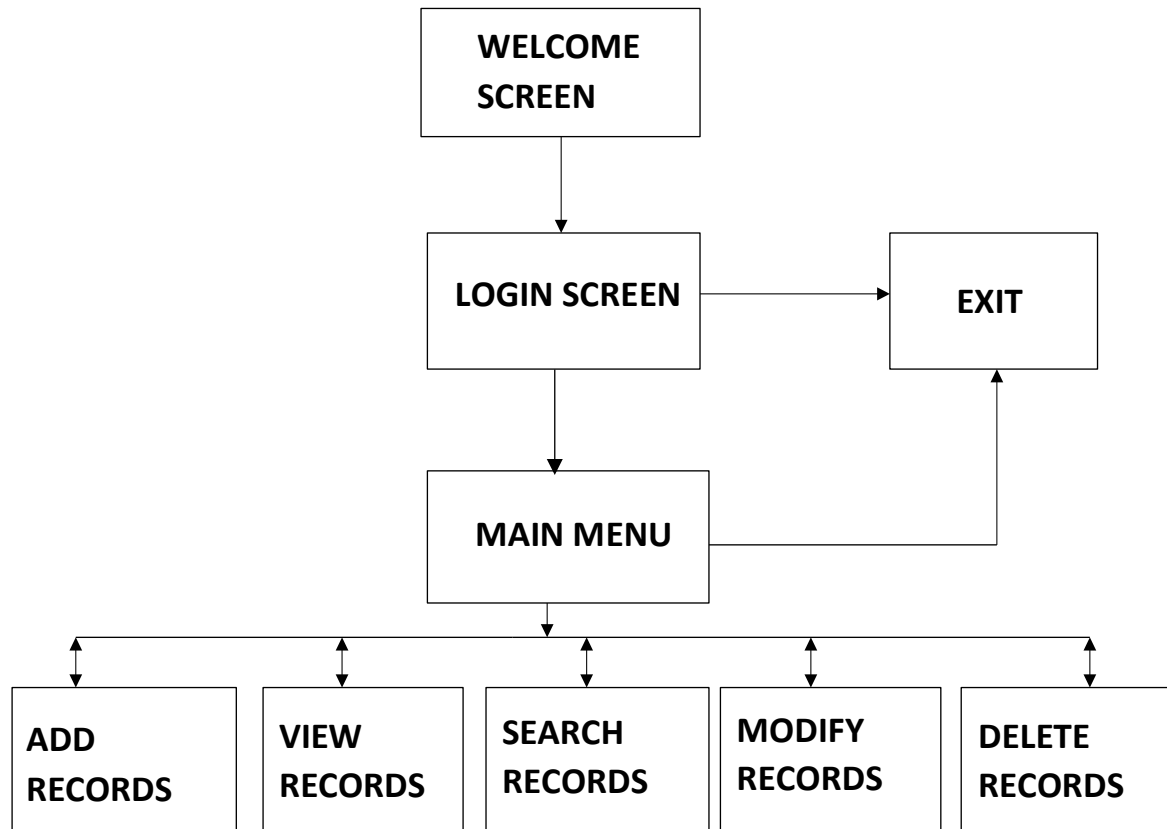 WELCOME
SCREEN
LOGIN SCREEN
EXIT
MAIN MENU
ADD
RECORDS
VIEW
RECORDS
SEARCH
RECORDS
MODIFY
RECORDS
DELETE
RECORDS